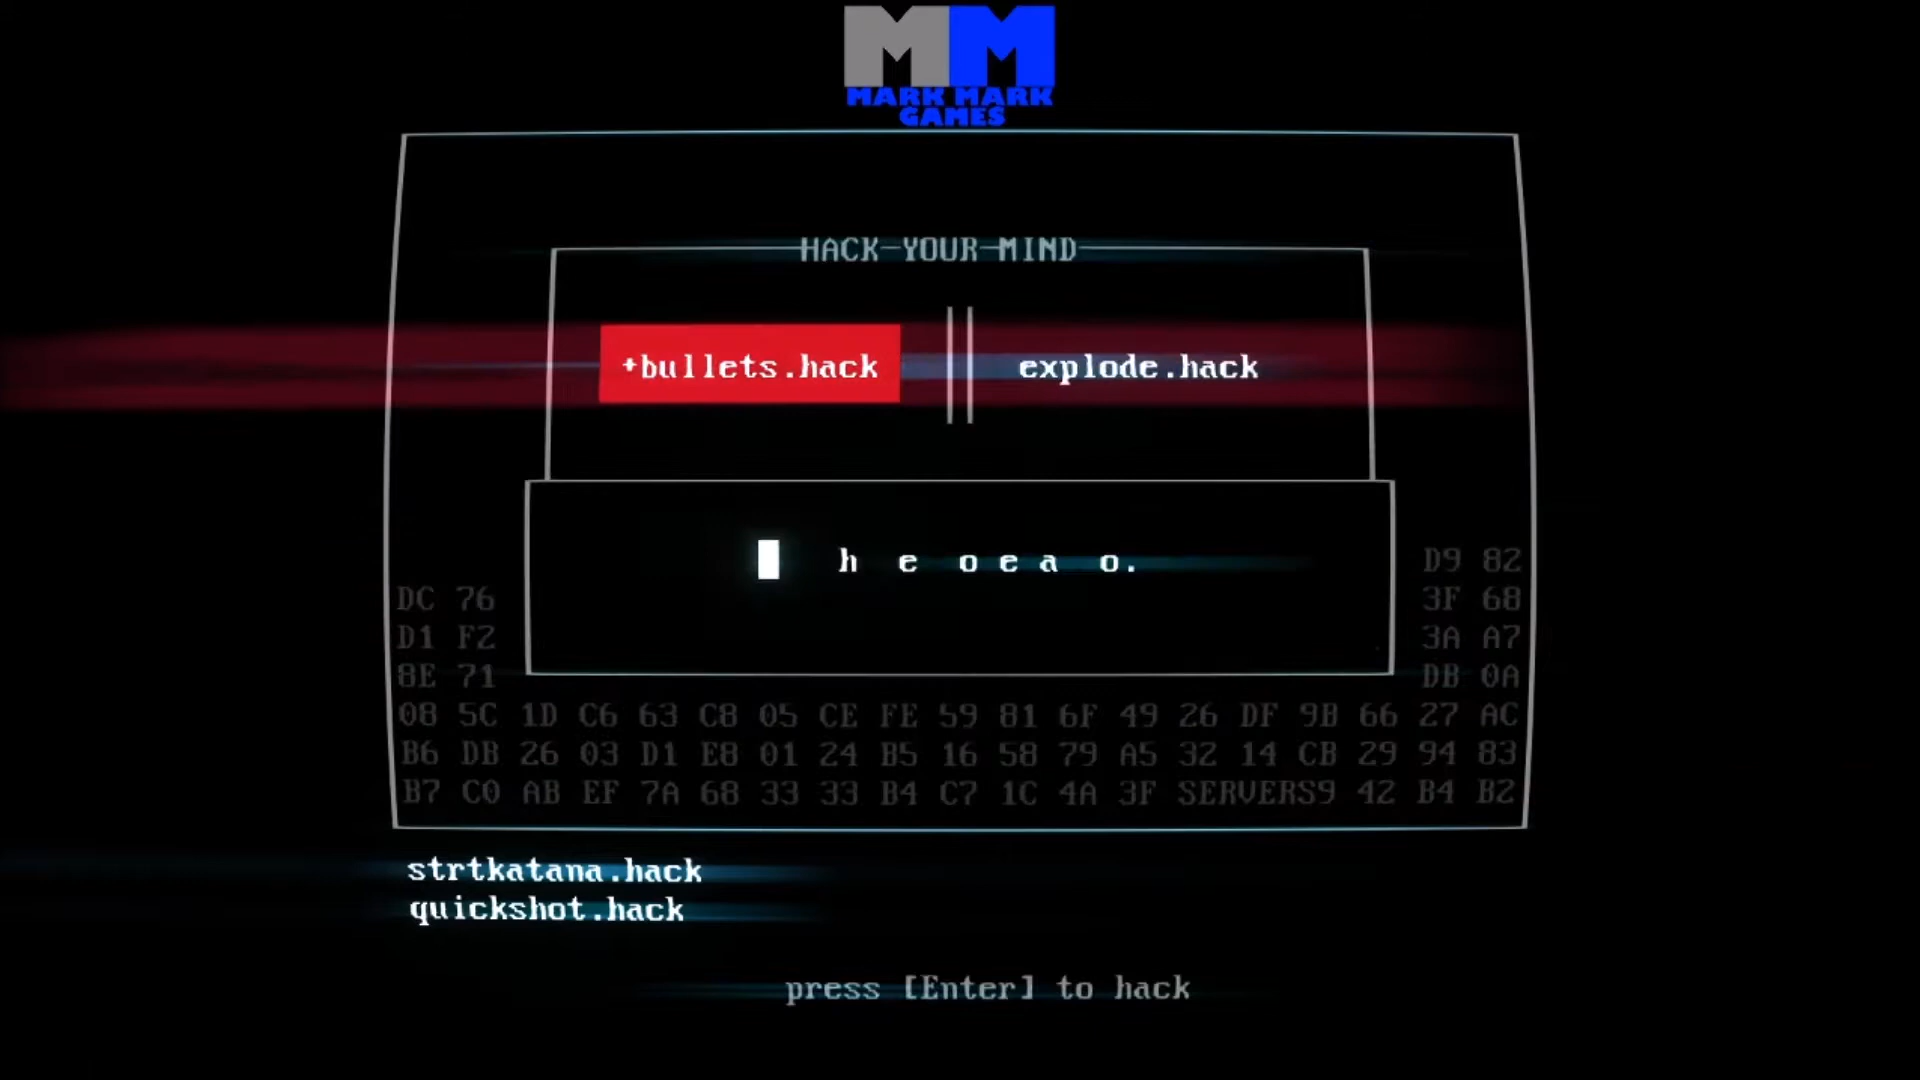 MM
MARK MARK
GAMES
HACK-YOUR-MIND
+bullets.hack
explode.hack
h e o e a o.
D9 82
DC 76 3F 68
D1 F2 3A A7
8E 71 DB 0A
08 5C 1D C6 63 C8 05 CE FE 59 81 6F 49 26 DF 9B 66 27 AC
B6 DB 26 03 D1 E8 01 24 B5 16 58 79 A5 32 14 CB 29 94 83
B7 C0 AB EF 7A 68 33 33 B4 C7 1C 4A 3F SERVERS9 42 B4 B2
strtkatana.hack
quickshot.hack
press [Enter] to hack